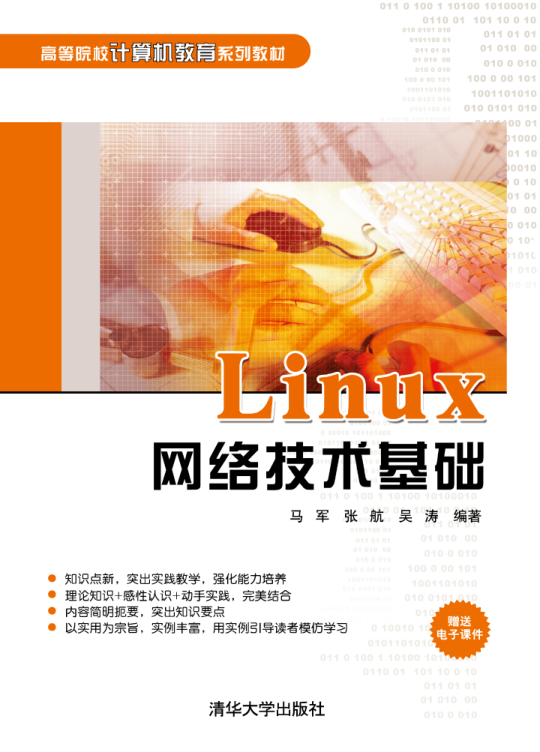 高等院校计算机教育系列教材
Linux
网络技术基础
马军 张航 吴涛 编著
知识点新，突出实践教学，强化能力培养
理论知识+感性认识+动手实践，完美结合
内容简明扼要，突出知识要点
以实用为宗旨，实例丰富，用实例引导读者模仿学习
赠送
电子课件
清华大学出版社